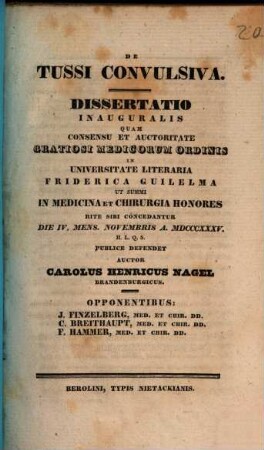 DE
TUSSI CONVULSIVA.
DISSERTATIO
INAUGURALIS
QUAM
CONSENSU ET AUCTORITATE
GRATIOSI MEDICORUM ORDINIS
IN
UNIVERSITATE LITERARIA
FRIDERICA GUILELMA
UT SUMMI
IN MEDICINA ET CHIRURGIA HONORES
RITE SIBI CONCEDANTUR
DIE IV, MENS. NOVEMBRIS A. MDCCCXXXV.
H. L. Q. S.
PUBLICE DEFENDET
AUCTOR
CAROLUS HENRICUS NAGEL
BRANDENBURGICUS.
OPPONENTIBUS:
J. FINZELBERG, MED. ET CHIR. DD.
C. BREITHAUPT, MED. ET CHIR. DD.
F. HAMMER, MED. ET CHIR. DD.
BEROLINI, TYPIS NIETACKIANIS.